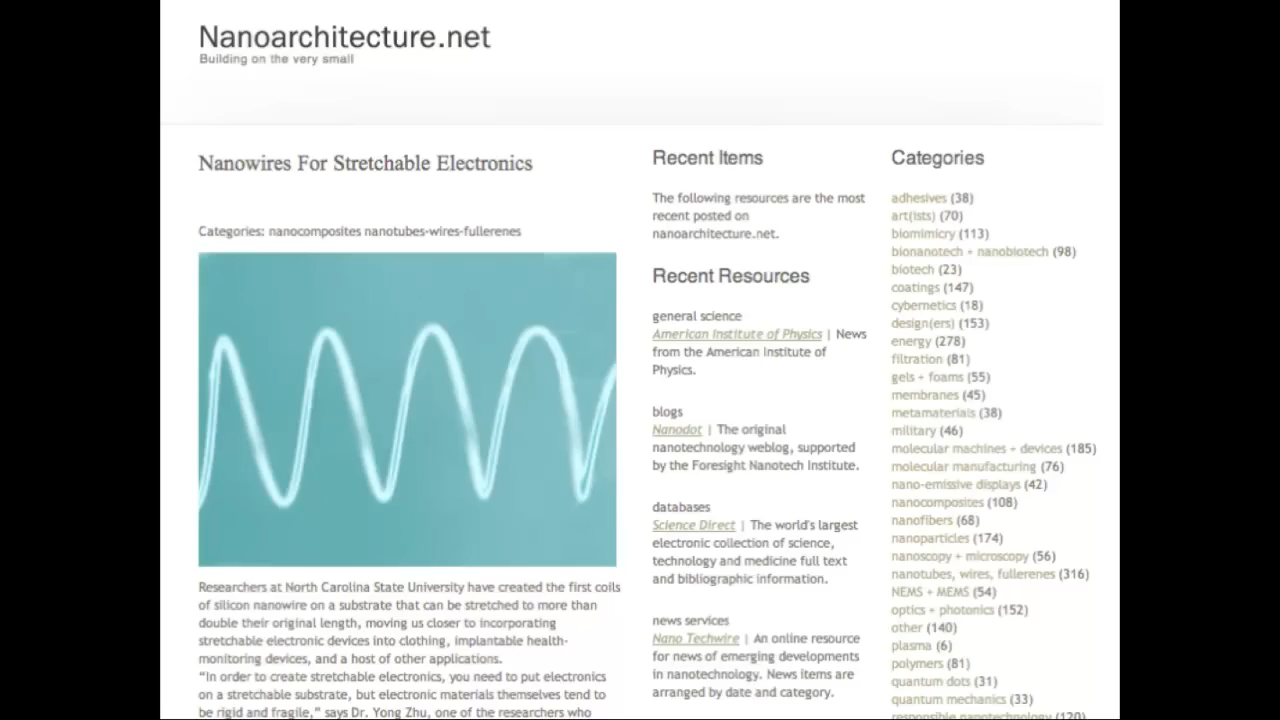 Nanoarchitecture.net
Building on the very small
Nanowires For Stretchable Electronics
Categories: nanocomposites nanotubes-wires-fullerenes
Researchers at North Carolina State University have created the first coils
of silicon nanowire on a substrate that can be stretched to more than
double their original length, moving us closer to incorporating
stretchable electronic devices into clothing, implantable health-
monitoring devices, and a host of other applications.
“In order to create stretchable electronics, you need to put electronics
on a stretchable substrate, but electronic materials themselves tend to
be rigid and fragile,” says Dr. Yong Zhu, one of the researchers who
Recent Items
The following resources are the most
recent posted on
nanoarchitecture.net.
Recent Resources
general science
American Institute of Physics | News
from the American Institute of
Physics.
blogs
Nanodot | The original
nanotechnology weblog, supported
by the Foresight Nanotech Institute.
databases
Science Direct | The world's largest
electronic collection of science,
technology and medicine full text
and bibliographic information.
news services
Nano Techwire | An online resource
for news of emerging developments
in nanotechnology. News items are
arranged by date and category.
Categories
adhesives (38)
art(ists) (70)
biomimicry (113)
bionanotech + nanobiotech (98)
biotech (23)
coatings (147)
cybernetics (18)
design(ers) (153)
energy (278)
filtration (81)
gels + foams (55)
membranes (45)
metamaterials (38)
military (46)
molecular machines + devices (185)
molecular manufacturing (76)
nano-emissive displays (42)
nanocomposites (108)
nanofibers (68)
nanoparticles (174)
nanoscopy + microscopy (56)
nanotubes, wires, fullerenes (316)
NEMS + MEMS (54)
optics + photonics (152)
other (140)
plasma (6)
polymers (81)
quantum dots (31)
quantum mechanics (33)
responsible nanotechnology (120)